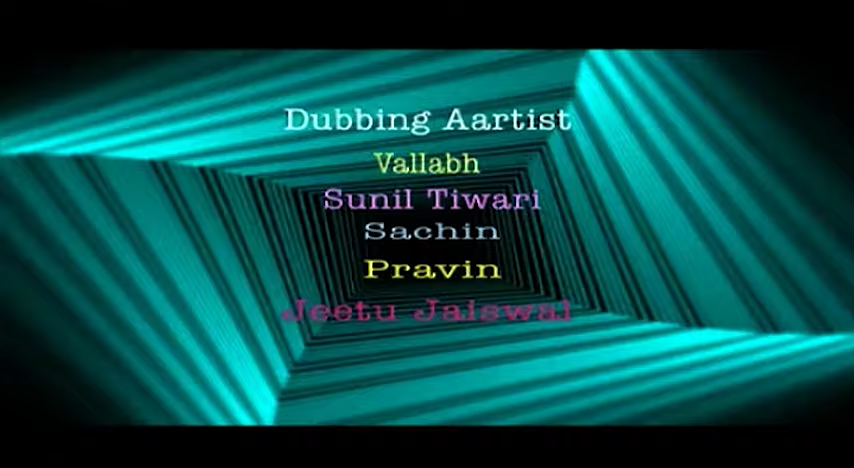 Dubbing Aartist
Vallabh
Sunil Tiwari
Sachin
Pravin
Jeetu Jaiswal